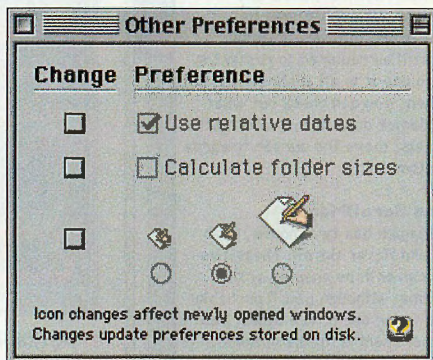 Other Preferences
Change Preference
Use relative dates
Calculate folder sizes
Icon changes affect newly opened windows.
Changes update preferences stored on disk.